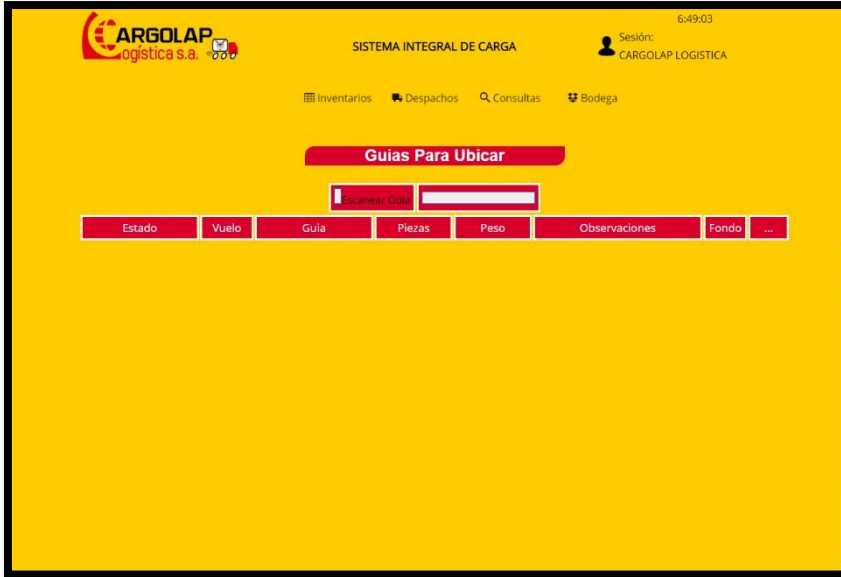 6:49:03
CARGOLAP
Logística s.a.
SISTEMA INTEGRAL DE CARGA
Sesión:
CARGOLAP LOGISTICA
Inventarios Despachos Consultas Bodega
Guias Para Ubicar
Escanear Guia
Estado Vuelo Guia Piezas Peso Observaciones Fondo ...